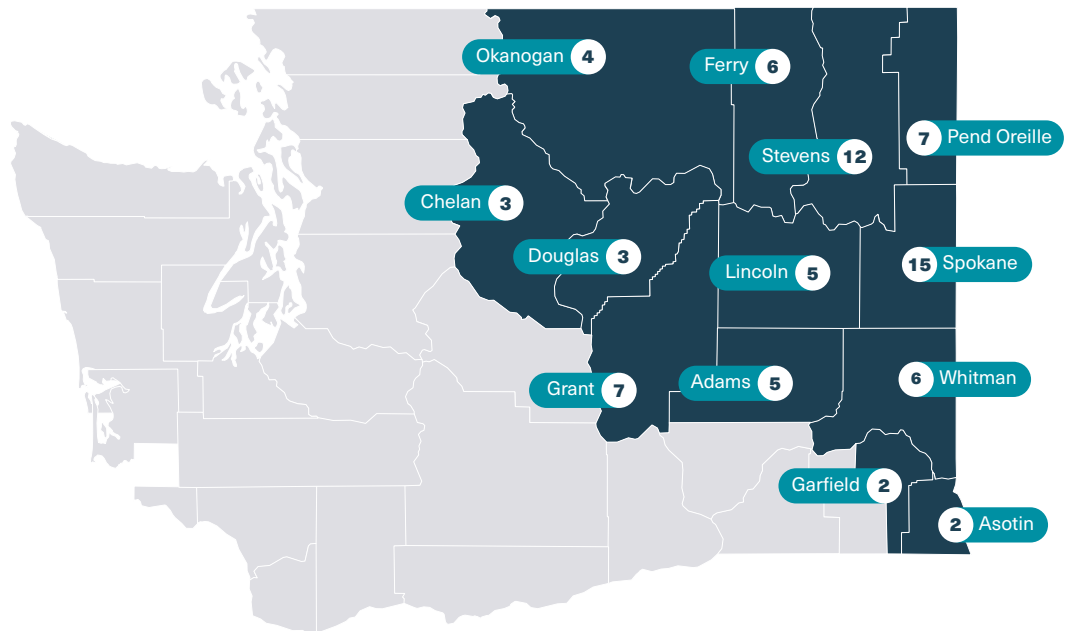 Okanogan 4
Ferry 6
7 Pend Oreille
Stevens 12
Chelan 3
Douglas 3
Lincoln 5
15 Spokane
Grant 7
Adams 5
6 Whitman
Garfield 2
2 Asotin